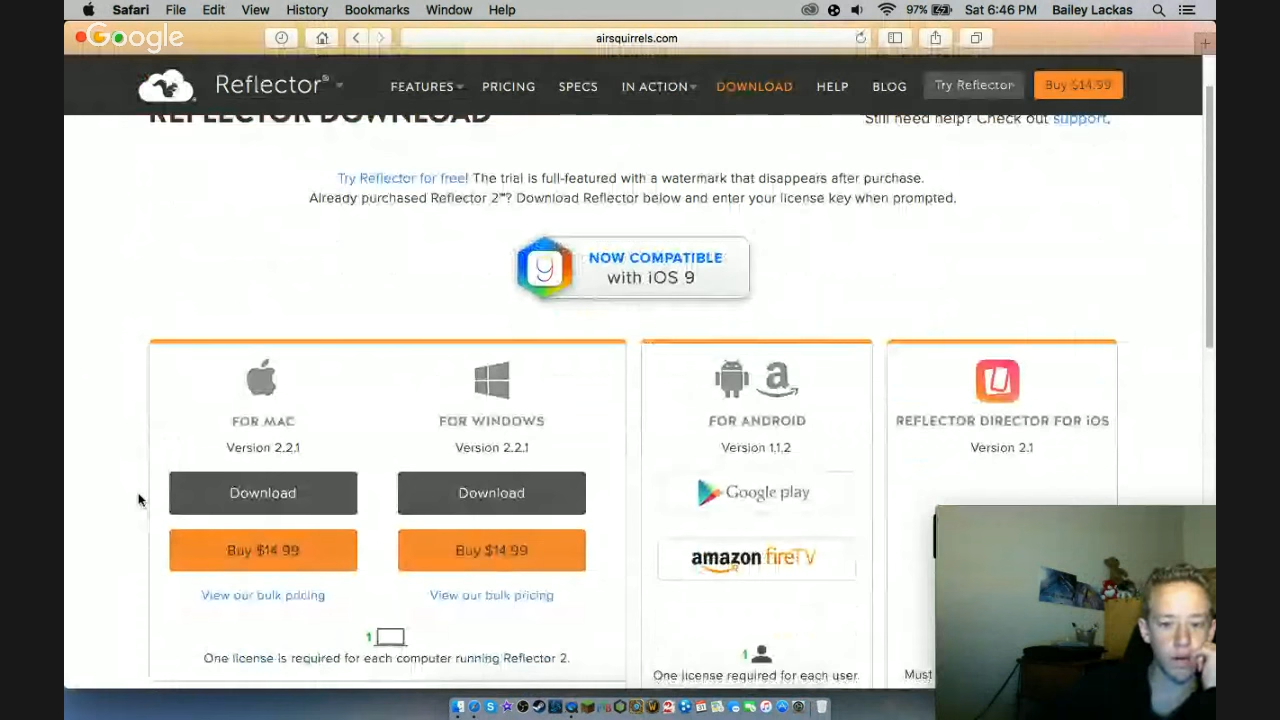 Safari File Edit View History Bookmarks Window Help 97% Sat 6:46 PM Bailey Lackas
Google
airsquirrels.com
Reflector® FEATURES PRICING SPECS IN ACTION DOWNLOAD HELP BLOG Try Reflector Buy $14.99
REFLECTOR DOWNLOAD
Still need help? Check out support.
Try Reflector for free! The trial is full-featured with a watermark that disappears after purchase.
Already purchased Reflector 2™? Download Reflector below and enter your license key when prompted.
9
NOW COMPATIBLE
with iOS 9
FOR MAC FOR WINDOWS FOR ANDROID REFLECTOR DIRECTOR FOR iOS
Version 2.2.1 Version 2.2.1 Version 1.1.2 Version 2.1
Download Download Google play
Buy $14.99 Buy $14.99 amazon fireTV
View our bulk pricing View our bulk pricing
1
One license is required for each computer running Reflector 2.
1
One license required for each user.
Must